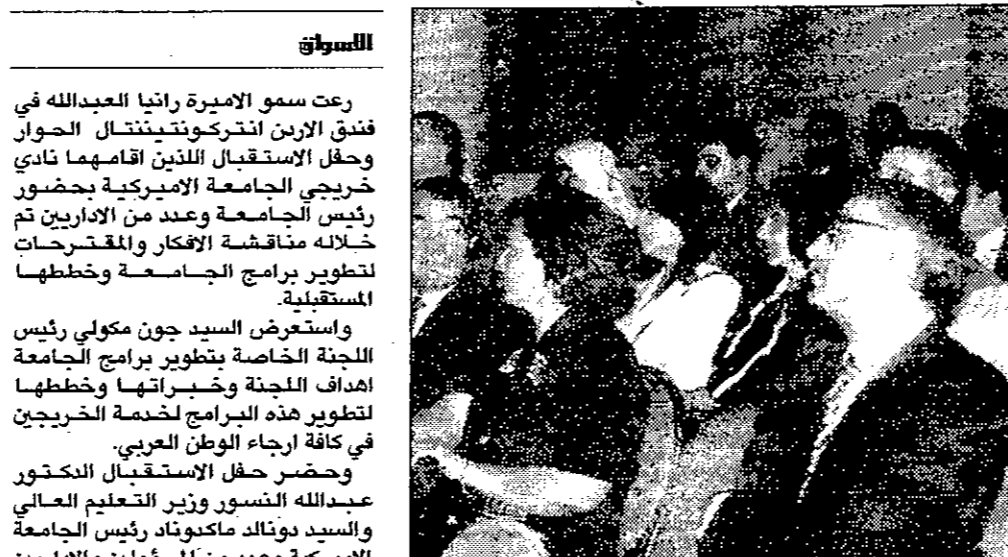 الأسواق
رعت سمو الاميرة رانيا العبدالله في
فندق الاردن انتركونتيننتال الحوار
وحفل الاستقبال اللذين اقامهما نادي
خريجي الجامعة الاميركية بحضور
رئيس الجامعة وعدد من الاداريين تم
خلاله مناقشة الافكار والمقترحات
لتطوير برامج الجامعة وخططها
المستقبلية.
واستعرض السيد جون مكولي رئيس
اللجنة الخاصة بتطوير برامج الجامعة
اهداف اللجنة وخبراتها وخططها
لتطوير هذه البرامج لخدمة الخريجين
في كافة ارجاء الوطن العربي.
وحضر حفل الاستقبال الدكتور
عبدالله النسور وزير التعليم العالي
والسيد دونالد ماكدوناد رئيس الجامعة